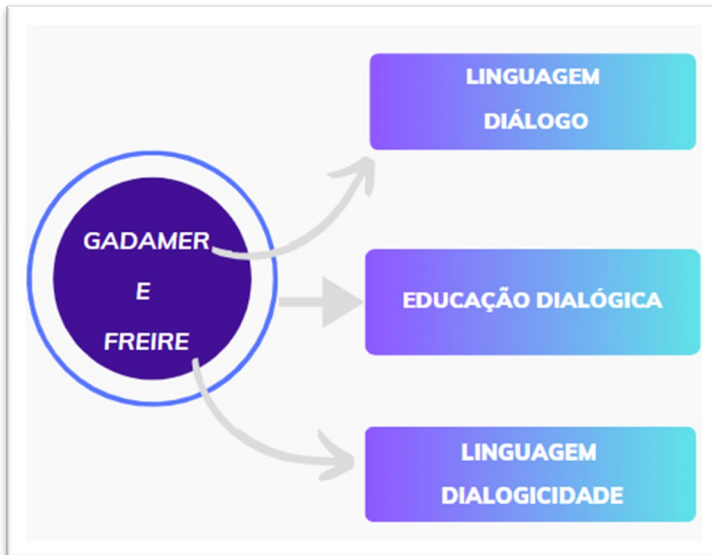 GADAMER
E
FREIRE
LINGUAGEM
DIÁLOGO
EDUCAÇÃO DIALÓGICA
LINGUAGEM
DIALOGICIDADE